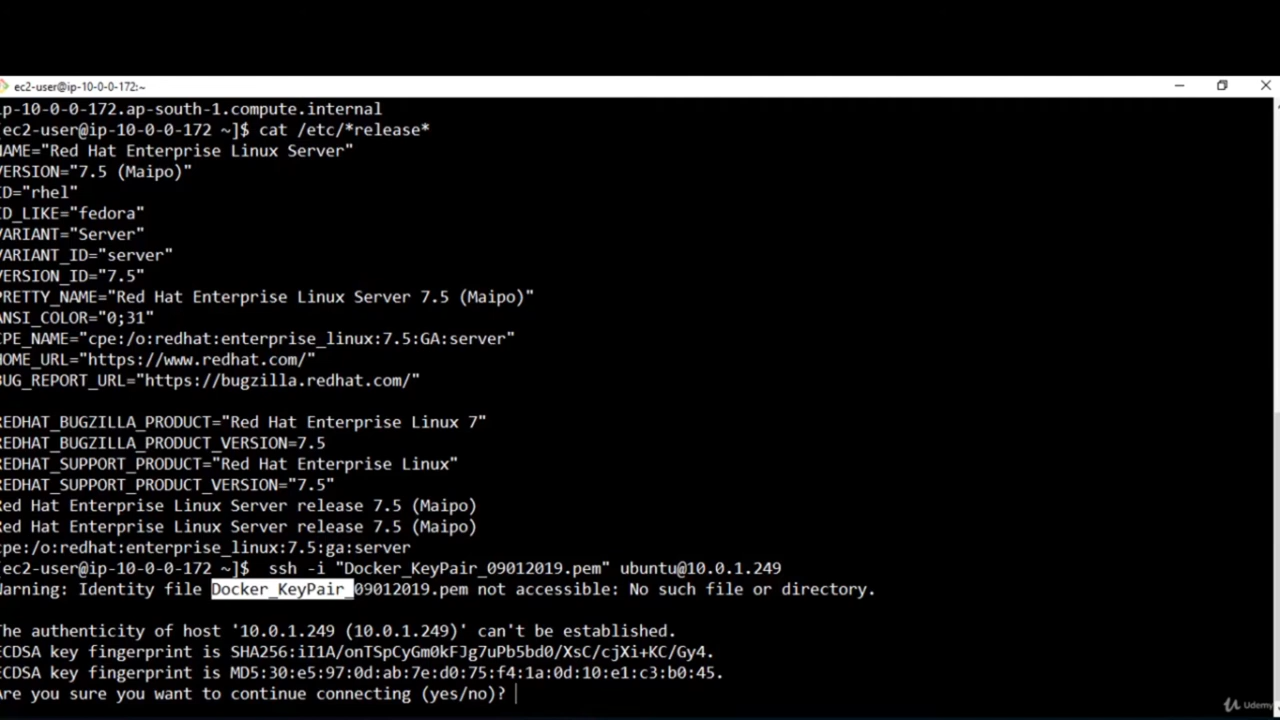 ec2-user@ip-10-0-0-172:~
ip-10-0-0-172.ap-south-1.compute.internal
[ec2-user@ip-10-0-0-172 ~]$ cat /etc/*release*
NAME="Red Hat Enterprise Linux Server"
VERSION="7.5 (Maipo)"
ID="rhel"
ID_LIKE="fedora"
VARIANT="Server"
VARIANT_ID="server"
VERSION_ID="7.5"
PRETTY_NAME="Red Hat Enterprise Linux Server 7.5 (Maipo)"
ANSI_COLOR="0;31"
CPE_NAME="cpe:/o:redhat:enterprise_linux:7.5:GA:server"
HOME_URL="https://www.redhat.com/"
BUG_REPORT_URL="https://bugzilla.redhat.com/"
REDHAT_BUGZILLA_PRODUCT="Red Hat Enterprise Linux 7"
REDHAT_BUGZILLA_PRODUCT_VERSION=7.5
REDHAT_SUPPORT_PRODUCT="Red Hat Enterprise Linux"
REDHAT_SUPPORT_PRODUCT_VERSION="7.5"
Red Hat Enterprise Linux Server release 7.5 (Maipo)
Red Hat Enterprise Linux Server release 7.5 (Maipo)
cpe:/o:redhat:enterprise_linux:7.5:ga:server
[ec2-user@ip-10-0-0-172 ~]$  ssh -i "Docker_KeyPair_09012019.pem" ubuntu@10.0.1.249
Warning: Identity file Docker_KeyPair_09012019.pem not accessible: No such file or directory.
The authenticity of host '10.0.1.249 (10.0.1.249)' can't be established.
ECDSA key fingerprint is SHA256:iI1A/onTSpCyGm0kFJg7uPb5bd0/XsC/cjXi+KC/Gy4.
ECDSA key fingerprint is MD5:30:e5:97:0d:ab:7e:d0:75:f4:1a:0d:10:e1:c3:b0:45.
Are you sure you want to continue connecting (yes/no)?
Udemy